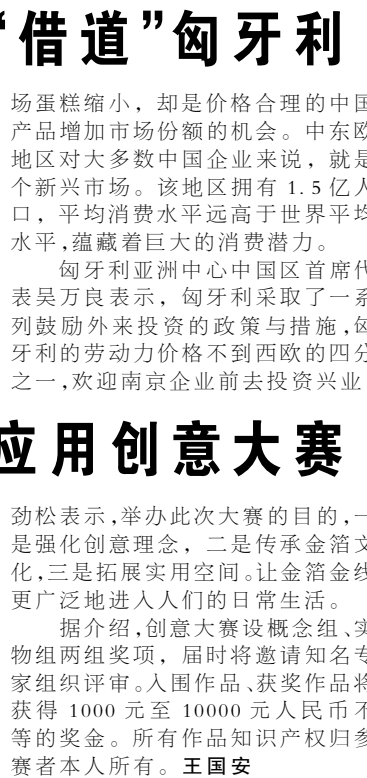 “借道”匈牙利
场蛋糕缩小，却是价格合理的中国
产品增加市场份额的机会。中东欧
地区对大多数中国企业来说，就是
个新兴市场。该地区拥有 1.5 亿人
口，平均消费水平远高于世界平均
水平，蕴藏着巨大的消费潜力。
匈牙利亚洲中心中国区首席代
表吴万良表示，匈牙利采取了一系
列鼓励外来投资的政策与措施，匈
牙利的劳动力价格不到西欧的四分
之一，欢迎南京企业前去投资兴业
应用创意大赛
劲松表示，举办此次大赛的目的，一
是强化创意理念，二是传承金箔文
化，三是拓展实用空间。让金箔金线
更广泛地进入人们的日常生活。
据介绍，创意大赛设概念组、实
物组两组奖项，届时将邀请知名专
家组织评审。入围作品、获奖作品将
获得 1000 元至 10000 元人民币不
等的奖金。所有作品知识产权归参
赛者本人所有。王国安